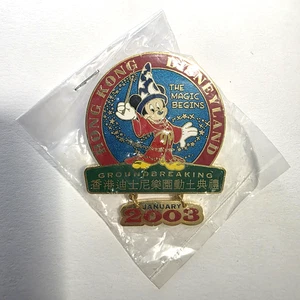 HONG KONG DISNEYLAND
THE
MAGIC
BEGINS
GROUNDBREAKING
香港迪士尼樂園動土典禮
JANUARY
2003